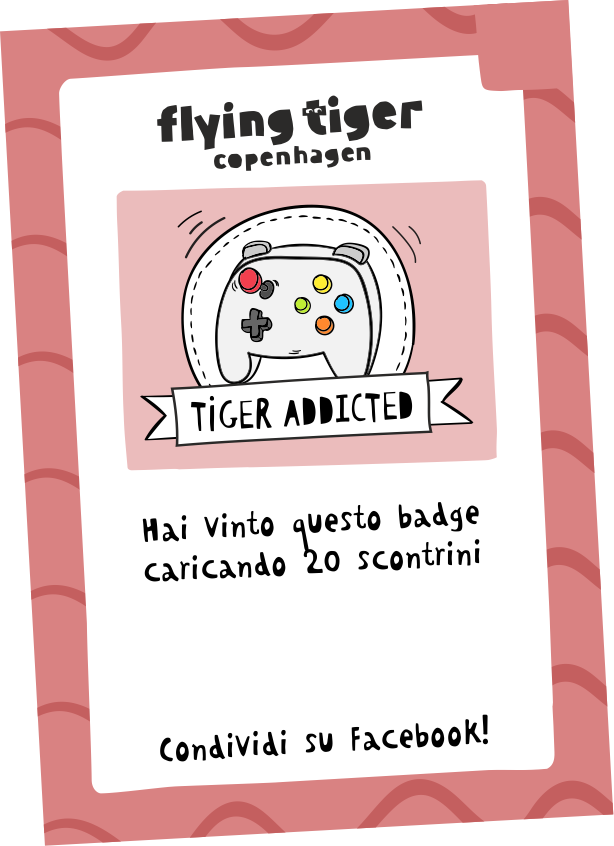 flying tiger
copenhagen
TiGER ADDICTED
Hai vinto questo badge
caricando 20 scontrini
Condividi su Facebook!